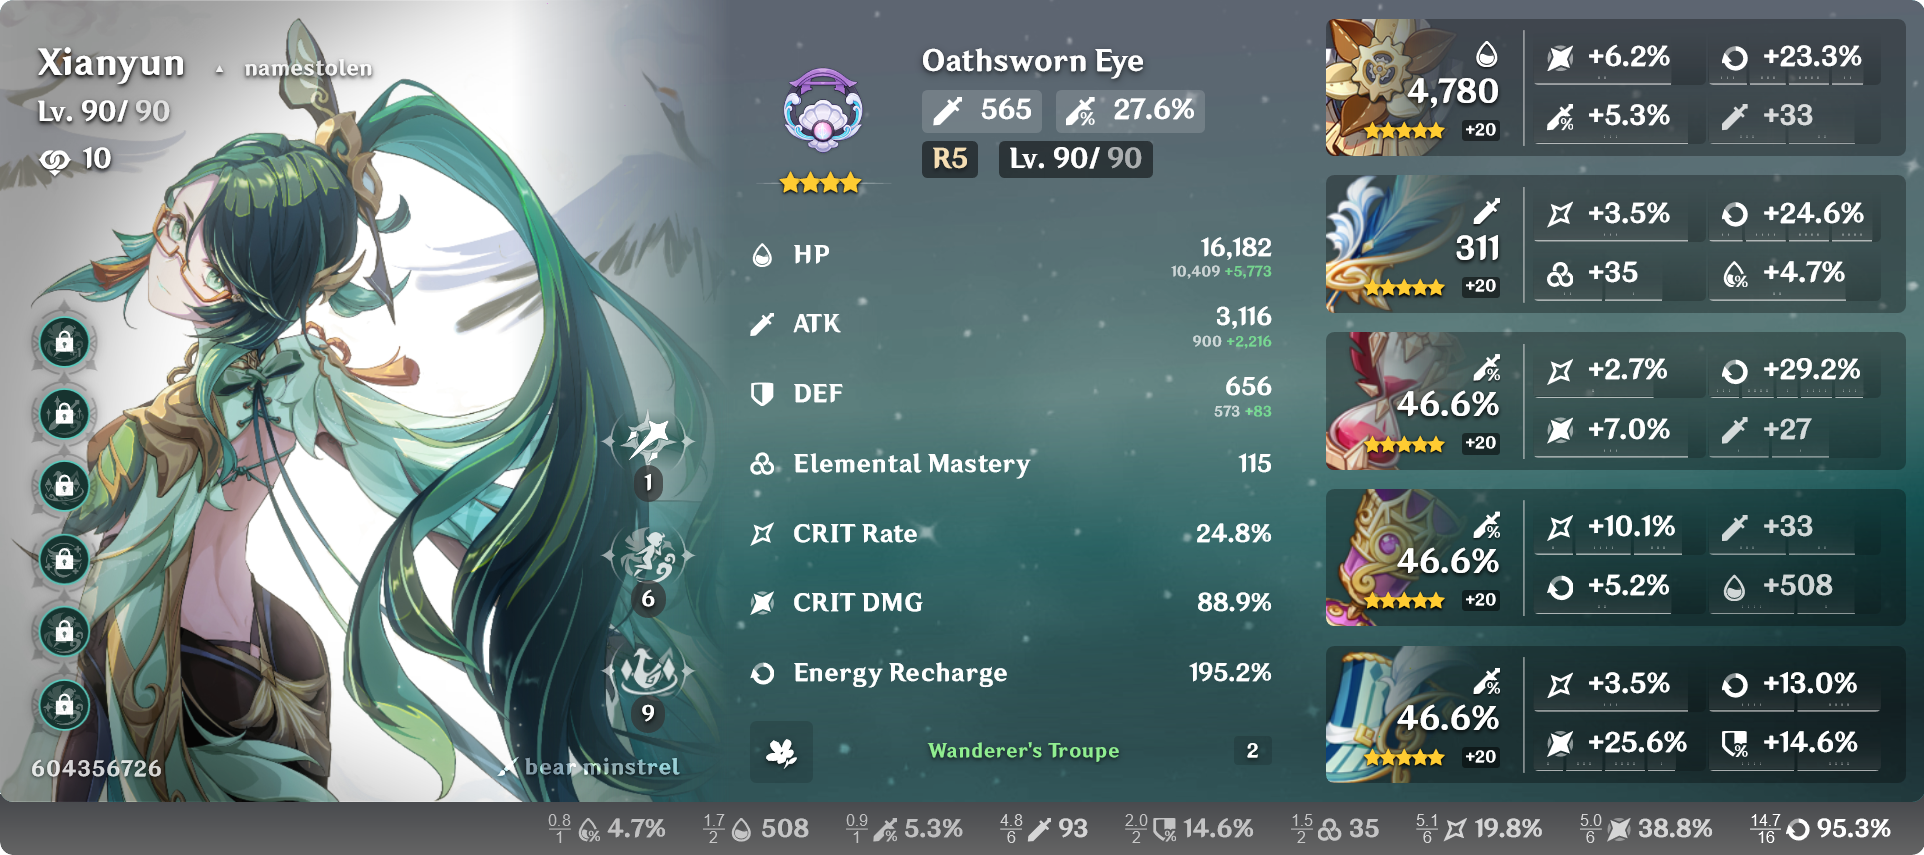 Xianyun ▲ namestolen
Lv. 90/ 90
10
1
6
9
604356726
bear minstrel
Oathsworn Eye
565 27.6%
R5 Lv. 90/ 90
HP 16,182
10,409 +5,773
ATK 3,116
900 +2,216
DEF 656
573 +83
Elemental Mastery 115
CRIT Rate 24.8%
CRIT DMG 88.9%
Energy Recharge 195.2%
Wanderer's Troupe 2
4,780
+20
+6.2% +23.3%
+5.3% +33
311
+20
+3.5% +24.6%
+35 +4.7%
46.6%
+20
+2.7% +29.2%
+7.0% +27
46.6%
+20
+10.1% +33
+5.2% +508
46.6%
+20
+3.5% +13.0%
+25.6% +14.6%
0.8/1 % 4.7% 1.7/2 508 0.9/1 % 5.3% 4.8/6 93 2.0/2 % 14.6% 1.5/2 35 5.1/6 19.8% 5.0/6 38.8% 14.7/16 95.3%